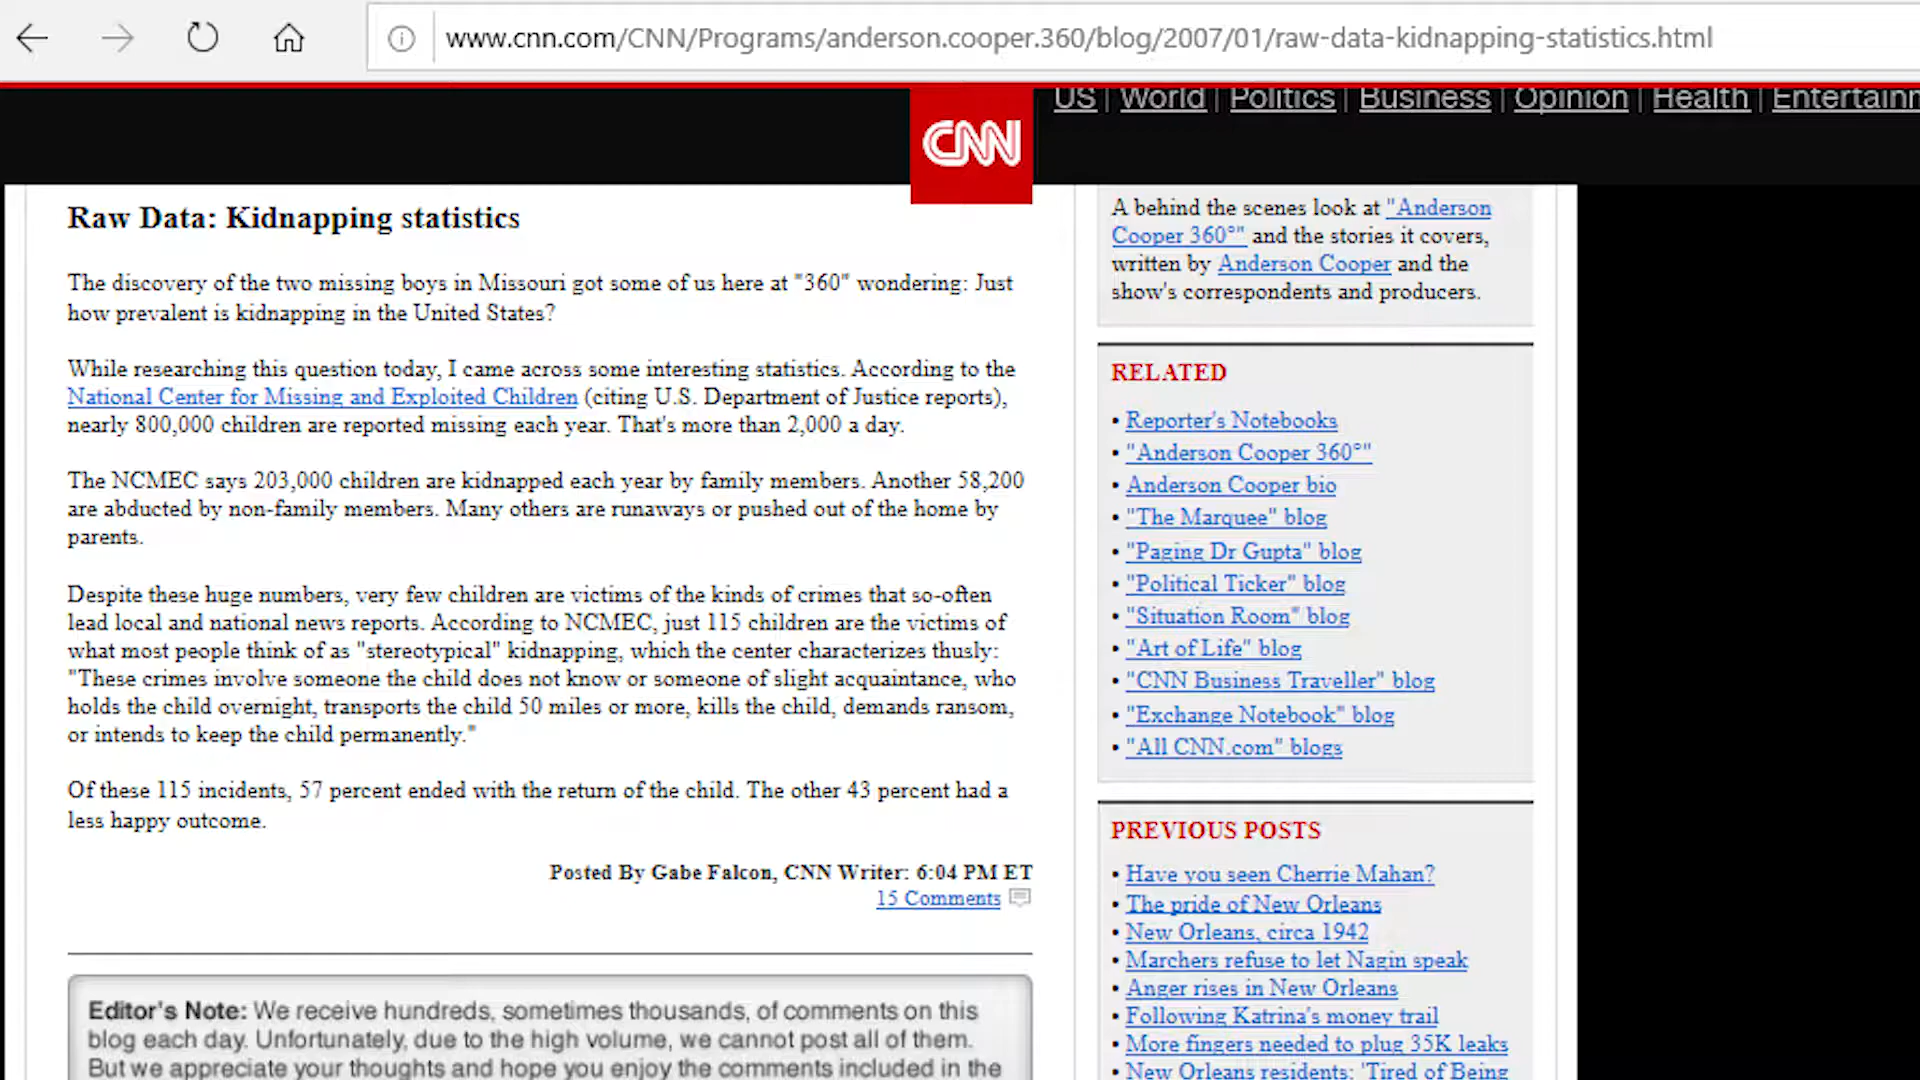 www.cnn.com/CNN/Programs/anderson.cooper.360/blog/2007/01/raw-data-kidnapping-statistics.html
CNN
US | World | Politics | Business | Opinion | Health | Entertainm
Raw Data: Kidnapping statistics
The discovery of the two missing boys in Missouri got some of us here at "360" wondering: Just
how prevalent is kidnapping in the United States?
While researching this question today, I came across some interesting statistics. According to the
National Center for Missing and Exploited Children (citing U.S. Department of Justice reports),
nearly 800,000 children are reported missing each year. That's more than 2,000 a day.
The NCMEC says 203,000 children are kidnapped each year by family members. Another 58,200
are abducted by non-family members. Many others are runaways or pushed out of the home by
parents.
Despite these huge numbers, very few children are victims of the kinds of crimes that so-often
lead local and national news reports. According to NCMEC, just 115 children are the victims of
what most people think of as "stereotypical" kidnapping, which the center characterizes thusly:
"These crimes involve someone the child does not know or someone of slight acquaintance, who
holds the child overnight, transports the child 50 miles or more, kills the child, demands ransom,
or intends to keep the child permanently."
Of these 115 incidents, 57 percent ended with the return of the child. The other 43 percent had a
less happy outcome.
Posted By Gabe Falcon, CNN Writer: 6:04 PM ET
15 Comments
Editor's Note: We receive hundreds, sometimes thousands, of comments on this
blog each day. Unfortunately, due to the high volume, we cannot post all of them.
But we appreciate your thoughts and hope you enjoy the comments included in the
A behind the scenes look at "Anderson
Cooper 360°" and the stories it covers,
written by Anderson Cooper and the
show's correspondents and producers.
RELATED
• Reporter's Notebooks
• "Anderson Cooper 360°"
• Anderson Cooper bio
• "The Marquee" blog
• "Paging Dr Gupta" blog
• "Political Ticker" blog
• "Situation Room" blog
• "Art of Life" blog
• "CNN Business Traveller" blog
• "Exchange Notebook" blog
• "All CNN.com" blogs
PREVIOUS POSTS
• Have you seen Cherrie Mahan?
• The pride of New Orleans
• New Orleans, circa 1942
• Marchers refuse to let Nagin speak
• Anger rises in New Orleans
• Following Katrina's money trail
• More fingers needed to plug 35K leaks
• New Orleans residents: 'Tired of Being